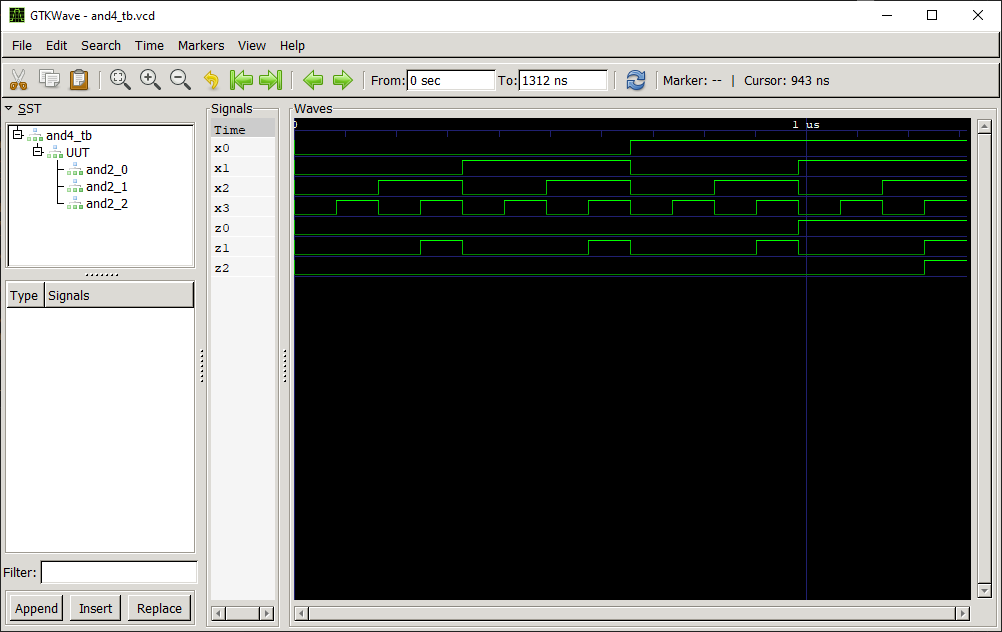 GTKWave - and4_tb.vcd
File Edit Search Time Markers View Help
From: 0 sec To: 1312 ns Marker: -- | Cursor: 943 ns
SST
and4_tb
UUT
and2_0
and2_1
and2_2
Type Signals
Filter:
Append Insert Replace
Signals
Time
x0
x1
x2
x3
z0
z1
z2
Waves
0 1 us